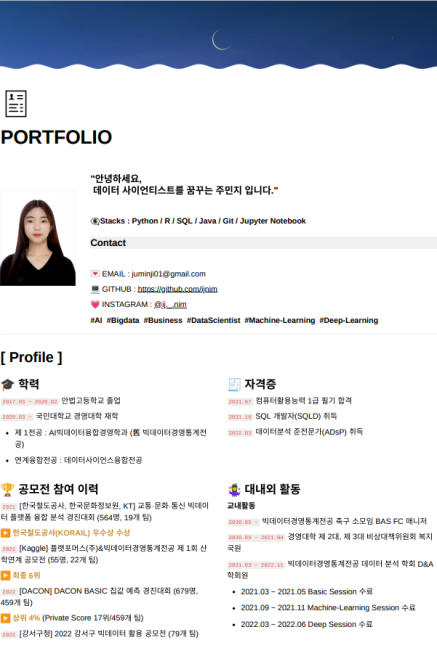 PORTFOLIO
"안녕하세요,
데이터 사이언티스트를 꿈꾸는 주민지 입니다."
Stacks : Python / R / SQL / Java / Git / Jupyter Notebook
Contact
EMAIL : juminji01@gmail.com
GITHUB : https://github.com/jjnim
INSTAGRAM : @jj._.nim
#AI #Bigdata #Business #DataScientist #Machine-Learning #Deep-Learning
[ Profile ]
학력
2017.03 ~ 2020.02 안법고등학교 졸업
2020.03 ~ 국민대학교 경영대학 재학
• 제 1전공 : AI빅데이터융합경영학과 (舊 빅데이터경영통계전
공)
• 연계융합전공 : 데이터사이언스융합전공
자격증
2021.07 컴퓨터활용능력 1급 필기 합격
2021.10 SQL 개발자(SQLD) 취득
2022.03 데이터분석 준전문가(ADsP) 취득
공모전 참여 이력
2021 [한국철도공사, 한국문화정보원, KT] 교통·문화·통신 빅데이
터 플랫폼 융합 분석 경진대회 (564명, 19개 팀)
한국철도공사(KORAIL) 우수상 수상
2021 [Kaggle] 플랫포머스(주)&빅데이터경영통계전공 제 1회 산
학연계 공모전 (55명, 22개 팀)
최종 6위
2022 [DACON] DACON BASIC 집값 예측 경진대회 (679명,
459개 팀)
상위 4% (Private Score 17위/459개 팀)
2022 [강서구청] 2022 강서구 빅데이터 활용 공모전 (79개 팀)
대내외 활동
교내활동
2020.05 ~ 빅데이터경영통계전공 축구 소모임 BAS FC 매니저
2020.09 ~ 2021.04 경영대학 제 2대, 제 3대 비상대책위원회 복지
국원
2021.03 ~ 2022.11 빅데이터경영통계전공 데이터 분석 학회 D&A
학회원
• 2021.03 ~ 2021.05 Basic Session 수료
• 2021.09 ~ 2021.11 Machine-Learning Session 수료
• 2022.03 ~ 2022.06 Deep Session 수료